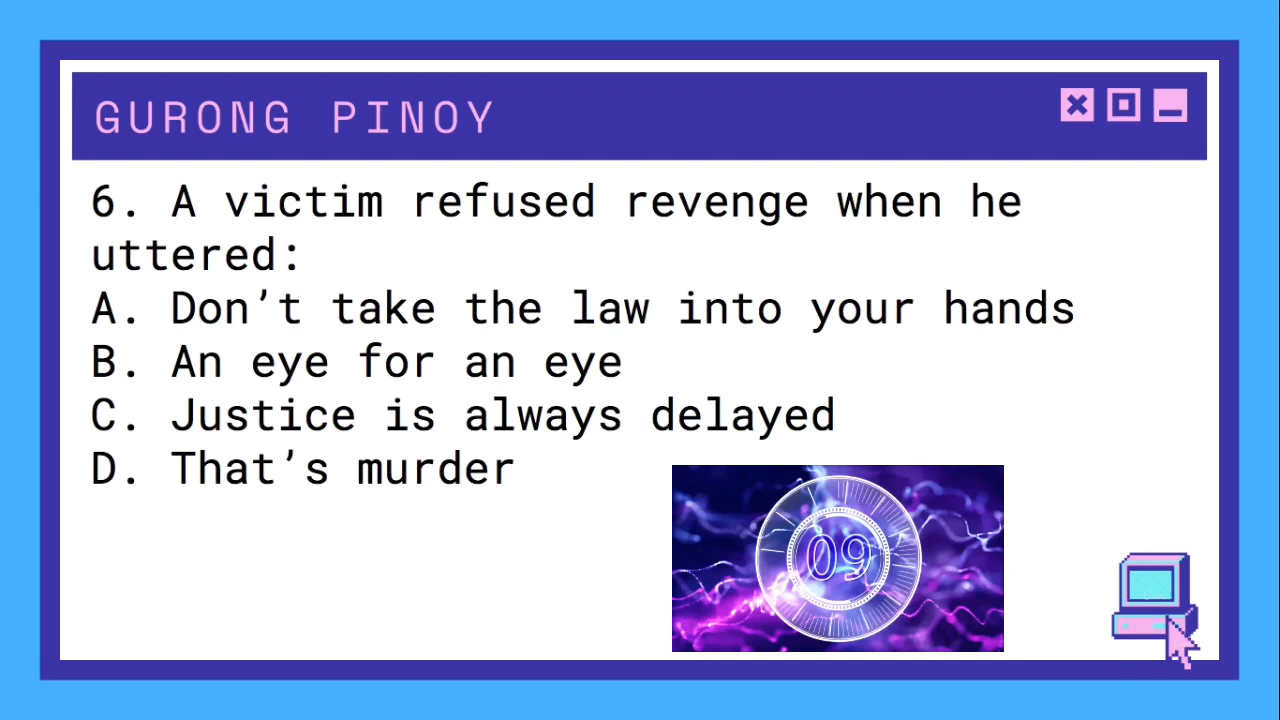 GURONG PINOY
6. A victim refused revenge when he
uttered:
A. Don’t take the law into your hands
B. An eye for an eye
C. Justice is always delayed
D. That’s murder
09